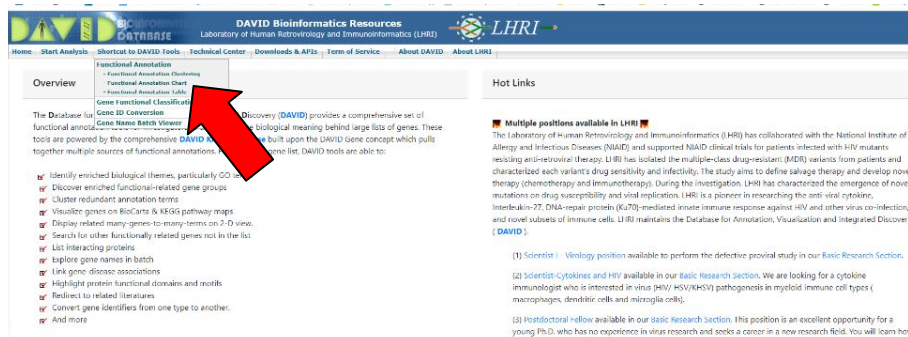 DAVID BIOINFORMATICS DATABASE
DAVID Bioinformatics Resources
Laboratory of Human Retrovirology and Immunoinformatics (LHRI)
LHRI
Home Start Analysis Shortcut to DAVID Tools Technical Center Downloads & APIs Term of Service About DAVID About LHRI
Functional Annotation
- Functional Annotation Clustering
- Functional Annotation Chart
- Functional Annotation Table
Gene Functional Classificati
Gene ID Conversion
Gene Name Batch Viewer
Overview
The Database for Discovery (DAVID) provides a comprehensive set of
functional annotation biological meaning behind large lists of genes. These
tools are powered by the comprehensive DAVID built upon the DAVID Gene concept which pulls
together multiple sources of functional annotations. gene list, DAVID tools are able to:
Identify enriched biological themes, particularly GO te
Discover enriched functional-related gene groups
Cluster redundant annotation terms
Visualize genes on BioCarta & KEGG pathway maps
Display related many-genes-to-many-terms on 2-D view.
Search for other functionally related genes not in the list
List interacting proteins
Explore gene names in batch
Link gene disease associations
Highlight protein functional domains and motifs
Redirect to related literatures
Convert gene identifiers from one type to another.
And more
Hot Links
Multiple positions available in LHRI
The Laboratory of Human Retrovirology and Immunoinformatics (LHRI) has collaborated with the National Institute of
Allergy and Infectious Diseases (NIAID) and supported NIAID clinical trials for patients infected with HIV mutants
resisting anti-retroviral therapy. LHRI has isolated the multiple-class drug-resistant (MDR) variants from patients and
characterized each variant's drug sensitivity and infectivity. The study aims to define salvage therapy and develop nove
therapy (chemotherapy and immunotherapy). During the investigation, LHRI has characterized the emergence of nove
mutations on drug susceptibility and viral replication. LHRI is a pioneer in researching the anti-viral cytokine,
Interleukin-27, DNA-repair protein (Ku70)-mediated innate immune response against HIV and other virus co-infection,
and novel subsets of immune cells. LHRI maintains the Database for Annotation, Visualization and Integrated Discover
( DAVID ).
(1) Scientist I - Virology position available to perform the defective proviral study in our Basic Research Section.
(2) Scientist-Cytokines and HIV available in our Basic Research Section. We are looking for a cytokine
immunologist who is interested in virus (HIV/ HSV/KHSV) pathogenesis in myeloid immune cell types (
macrophages, dendritic cells and microglia cells).
(3) Postdoctoral Fellow available in our Basic Research Section. This position is an excellent opportunity for a
young Ph.D. who has no experience in virus research and seeks a career in a new research field. You will learn ho